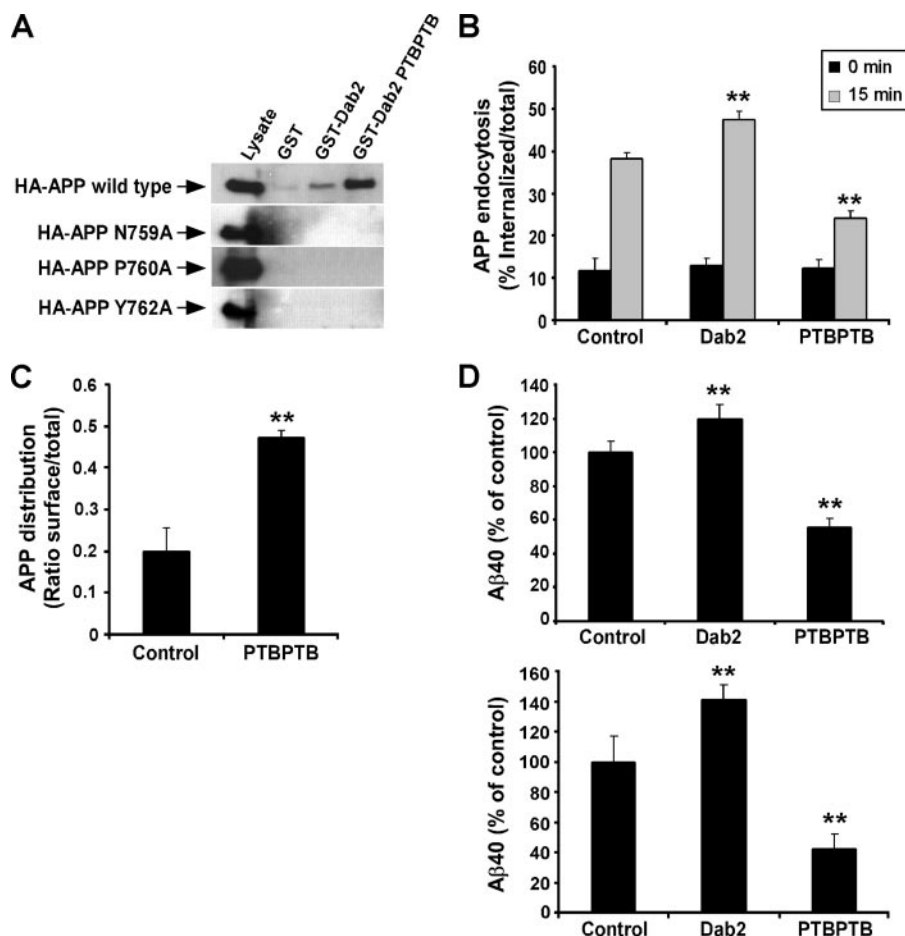 A
Lysate
GST
GST-Dab2
GST-Dab2 PTBPTB
HA-APP wild type
HA-APP N759A
HA-APP P760A
HA-APP Y762A
B
0 min
15 min
APP endocytosis
(% Internalized/total)
60
50
40
30
20
10
0
**
**
Control
Dab2
PTBPTB
C
APP distribution
(Ratio surface/total)
0.6
0.5
0.4
0.3
0.2
0.1
0
**
Control
PTBPTB
D
Aβ40 (% of control)
140
120
100
80
60
40
20
0
**
**
Control
Dab2
PTBPTB
Aβ40 (% of control)
160
140
120
100
80
60
40
20
0
**
**
Control
Dab2
PTBPTB